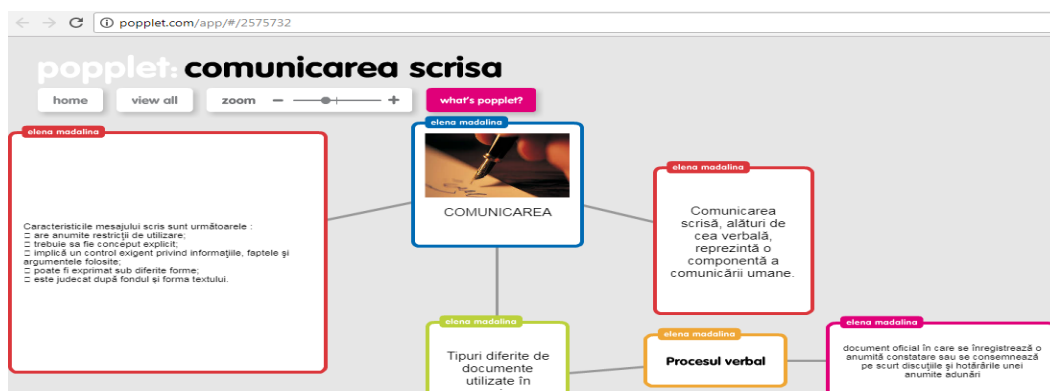 popplet.com/app/#/2575732
popplet: comunicarea scrisa
home
view all
zoom
what's popplet?
elena madalina
Caracteristicile mesajului scris sunt următoarele :
□ are anumite restricții de utilizare;
□ trebuie sa fie conceput explicit;
□ implică un control exigent privind informaţiile, faptele şi
argumentele folosite;
□ poate fi exprimat sub diferite forme;
□ este judecat după fondul şi forma textului.
elena madalina
COMUNICAREA
elena madalina
Comunicarea
scrisă, alături de
cea verbală,
reprezintă o
componentă a
comunicării umane.
elena madalina
Tipuri diferite de
documente
utilizate în
elena madalina
Procesul verbal
elena madalina
document oficial în care se înregistrează o
anumită constatare sau se consemnează
pe scurt discuțiile şi hotărârile unei
anumite adunări